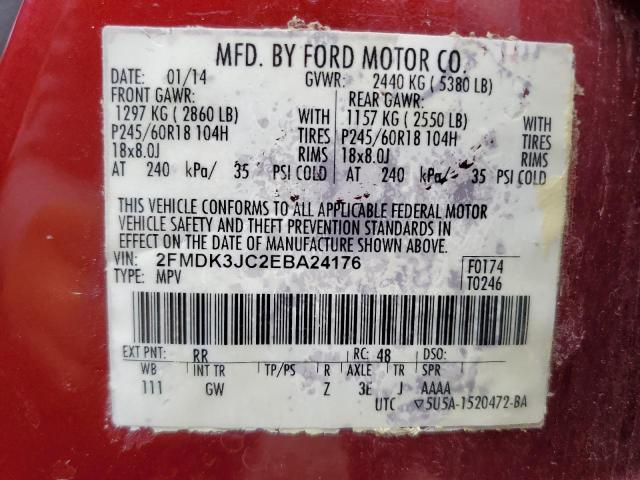 MFD. BY FORD MOTOR CO.
DATE: 01/14 GVWR: 2440 KG ( 5380 LB)
FRONT GAWR: REAR GAWR:
1297 KG ( 2860 LB) WITH 1157 KG ( 2550 LB) WITH
P245/60R18 104H TIRES P245/60R18 104H TIRES
18x8.0J RIMS 18x8.0J RIMS
AT 240 kPa/ 35 PSI COLD AT 240 kPa/ 35 PSI COLD
THIS VEHICLE CONFORMS TO ALL APPLICABLE FEDERAL MOTOR
VEHICLE SAFETY AND THEFT PREVENTION STANDARDS IN
EFFECT ON THE DATE OF MANUFACTURE SHOWN ABOVE.
VIN: 2FMDK3JC2EBA24176 F0174
TYPE: MPV T0246
EXT PNT: RR RC: 48 DSO:
WB INT TR TP/PS R AXLE TR SPR
111 GW Z 3E J AAAA
UTC ▽5U5A-1520472-BA